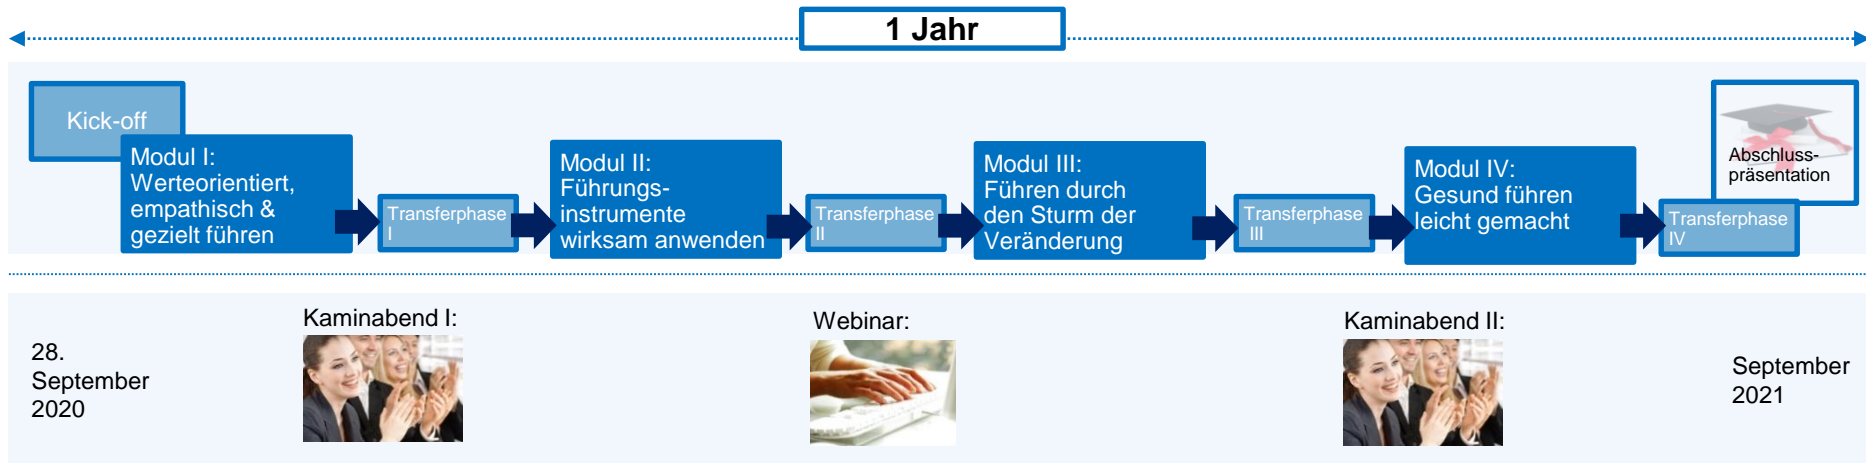 1 Jahr
Kick-off
Modul I:
Werteorientiert,
empathisch &
gezielt führen
Transferphase
I
Modul II:
Führungs-
instrumente
wirksam anwenden
Transferphase
II
Modul III:
Führen durch
den Sturm der
Veränderung
Transferphase
III
Modul IV:
Gesund führen
leicht gemacht
Transferphase
IV
Abschluss-
präsentation
28.
September
2020
Kaminabend I:
Webinar:
Kaminabend II:
September
2021